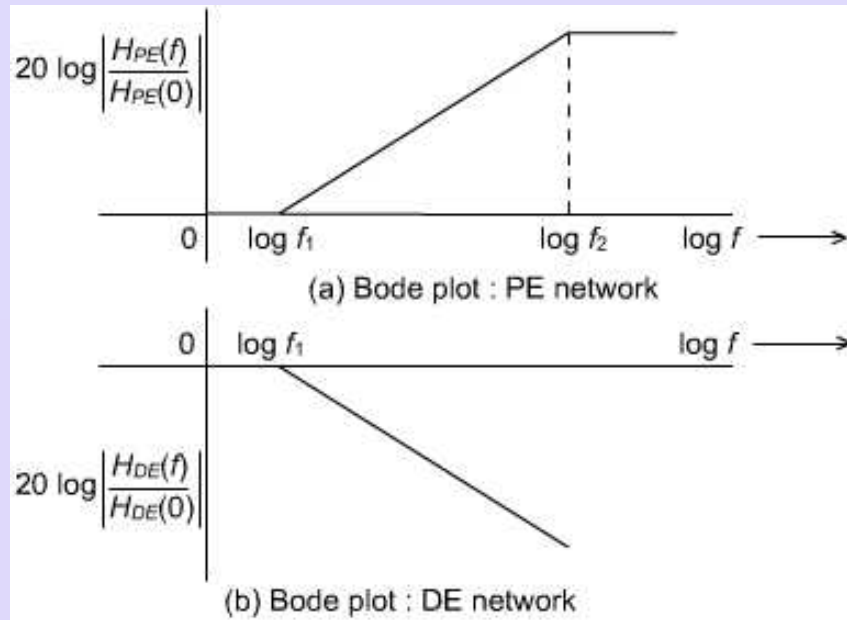 20 log |H_PE(f) / H_PE(0)|
0 log f₁ log f₂ log f
(a) Bode plot : PE network
0 log f₁ log f
20 log |H_DE(f) / H_DE(0)|
(b) Bode plot : DE network